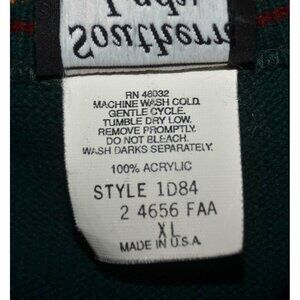 Southern
Lady
RN 46032
MACHINE WASH COLD.
GENTLE CYCLE.
TUMBLE DRY LOW.
REMOVE PROMPTLY.
DO NOT BLEACH.
WASH DARKS SEPARATELY.
100% ACRYLIC
STYLE 1D84
2 4656 FAA
XL
MADE IN U.S.A.